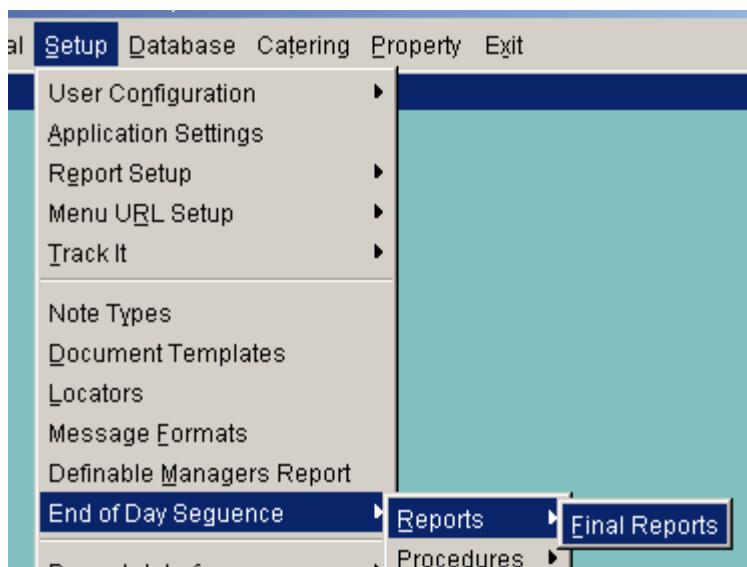 al Setup Database Catering Property Exit
User Configuration
Application Settings
Report Setup
Menu URL Setup
Track It
Note Types
Document Templates
Locators
Message Formats
Definable Managers Report
End of Day Sequence
Reports
Final Reports
Procedures